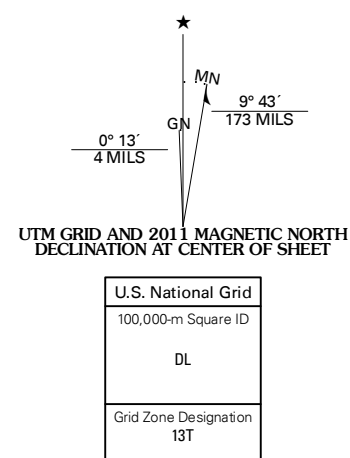 ★
MN
9° 43´
173 MILS
GN
0° 13´
4 MILS
UTM GRID AND 2011 MAGNETIC NORTH
DECLINATION AT CENTER OF SHEET
U.S. National Grid
100,000-m Square ID
DL
Grid Zone Designation
13T